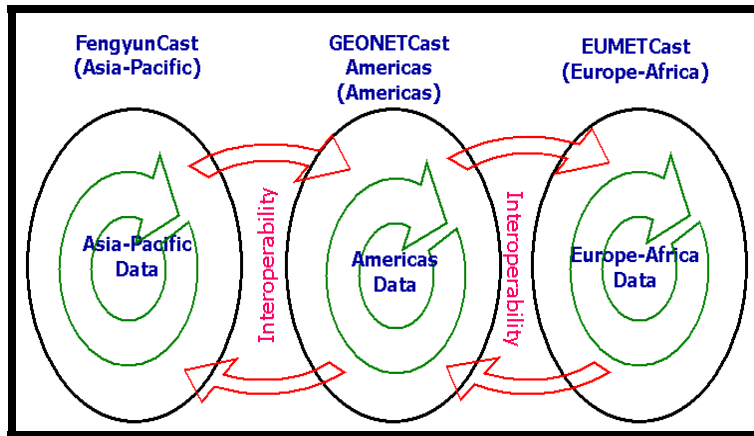 FengyunCast
(Asia-Pacific)
GEONETCast
Americas
(Americas)
EUMETCast
(Europe-Africa)
Asia-Pacific
Data
Interoperability
Americas
Data
Interoperability
Europe-Africa
Data